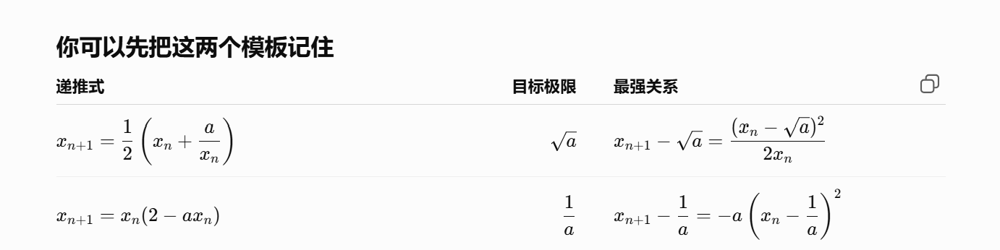 你可以先把这两个模板记住
递推式 目标极限 最强关系
$x_{n+1} = \frac{1}{2}\left(x_n + \frac{a}{x_n}\right)$ $\sqrt{a}$ $x_{n+1} - \sqrt{a} = \frac{(x_n - \sqrt{a})^2}{2x_n}$
$x_{n+1} = x_n(2 - ax_n)$ $\frac{1}{a}$ $x_{n+1} - \frac{1}{a} = -a\left(x_n - \frac{1}{a}\right)^2$